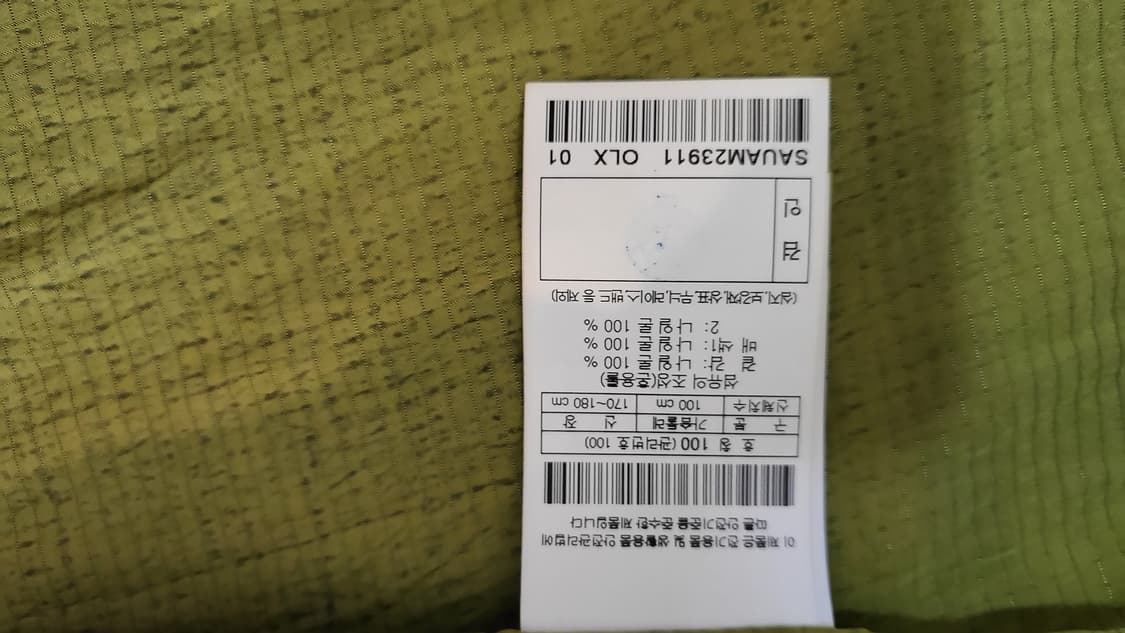 이 제품은 전기용품 및 생활용품 안전관리법에
따른 안전기준을 준수한 제품입니다
호 칭 100 (관리번호 100)
구 분 가슴둘레 신 장
신체치수 100 cm 170~180 cm
섬유의 조성(혼용률)
겉 감: 나 일 론 100 %
배 색1: 나 일 론 100 %
2: 나 일 론 100 %
(심지,보강재,상표,무늬,레이스,밴드 등 제외)
검 인
SAUAM23911 OLX 01